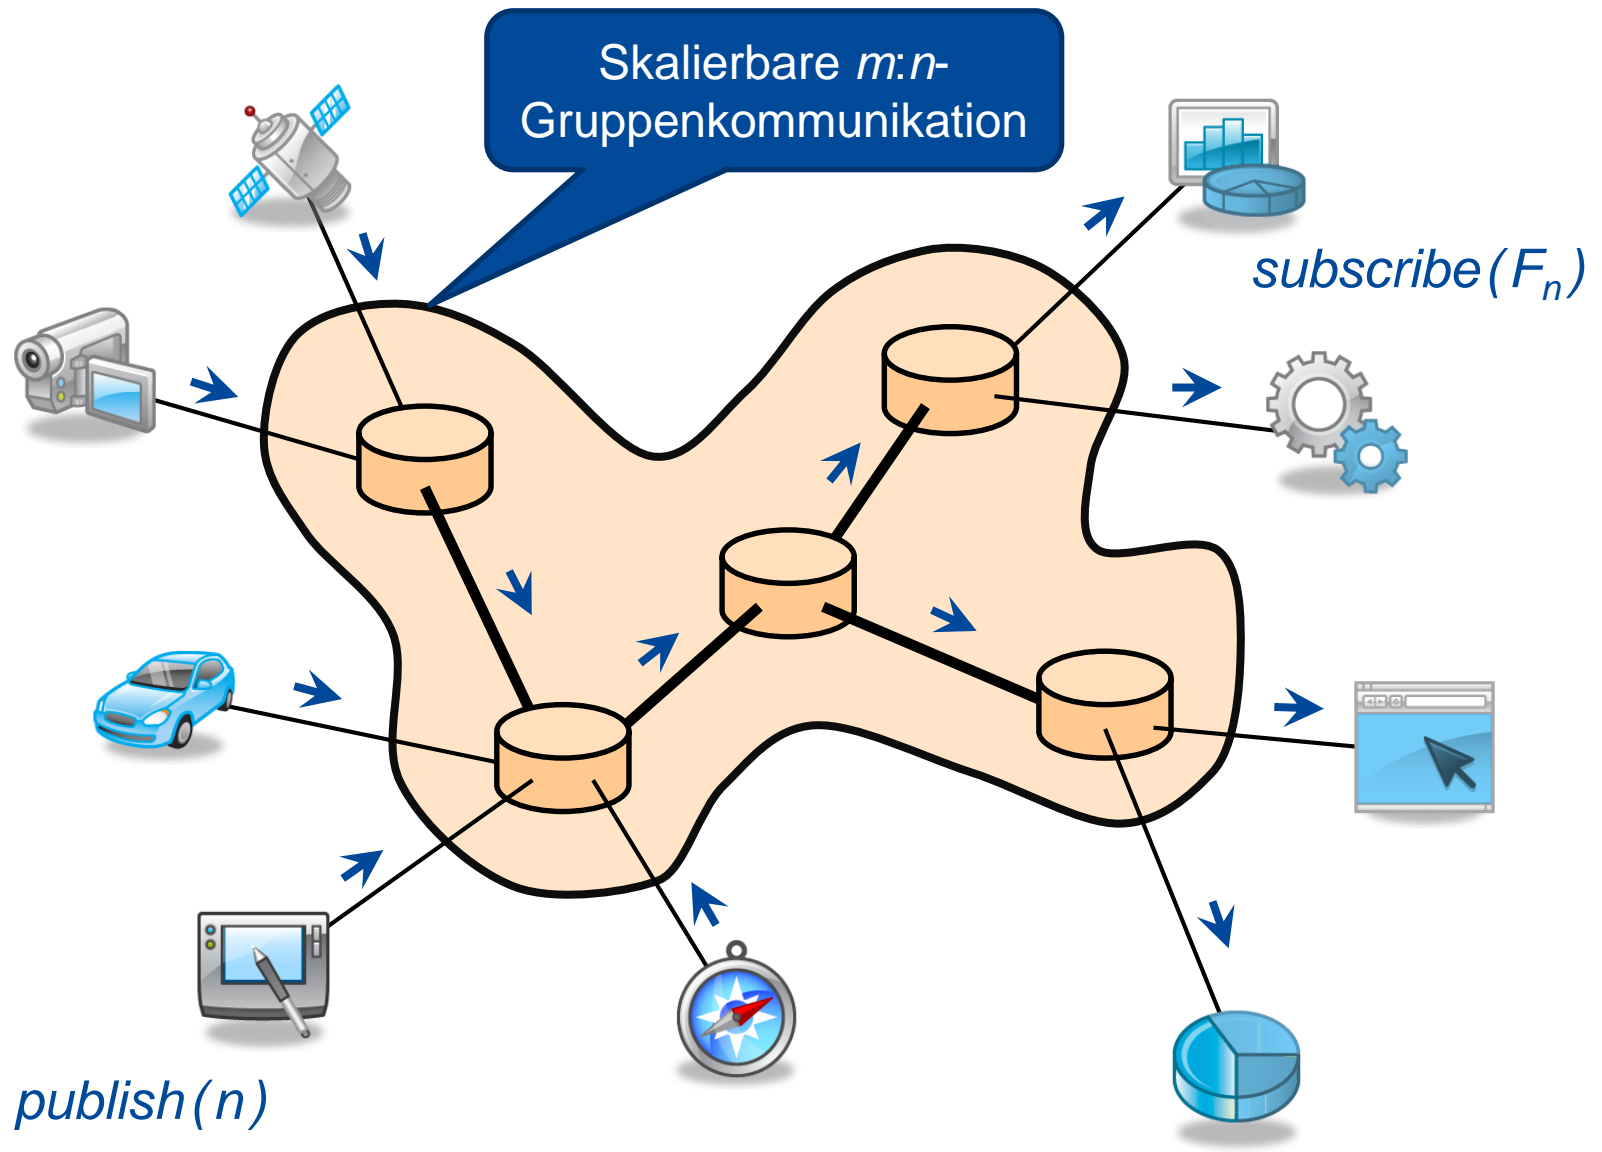 Skalierbare m:n-
Gruppenkommunikation
subscribe(Fn)
publish(n)